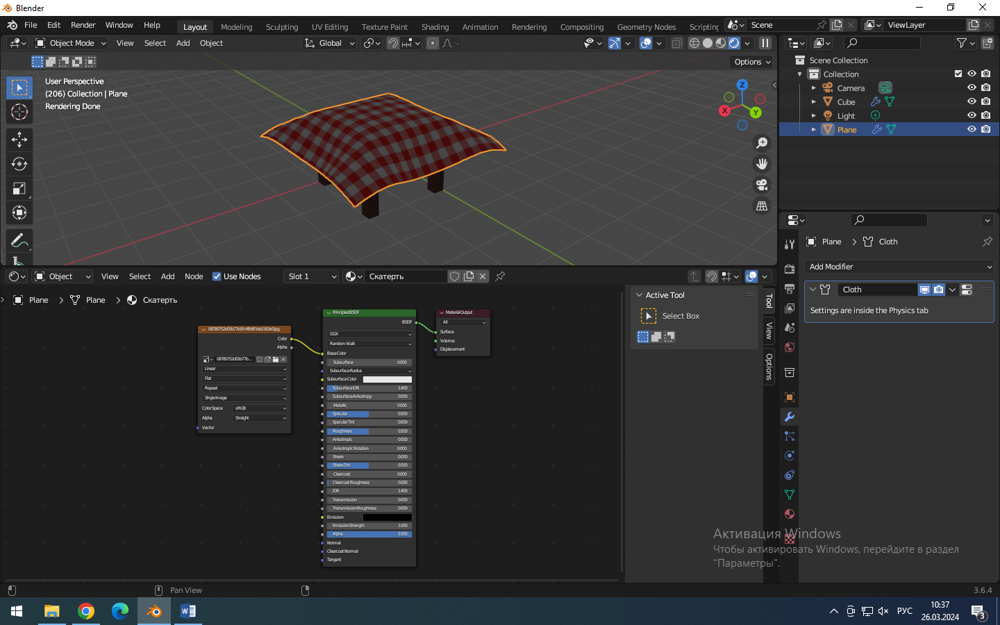 Blender
File Edit Render Window Help Layout Modeling Sculpting UV Editing Texture Paint Shading Animation Rendering Compositing Geometry Nodes Scripting Scene ViewLayer
Object Mode View Select Add Object Global
Options
User Perspective
(206) Collection | Plane
Rendering Done
Z
X
Y
Scene Collection
Collection
Camera
Cube
Light
Plane
Plane Cloth
Add Modifier
Cloth
Settings are inside the Physics tab
Object View Select Add Node Use Nodes Slot 1 Скатерть
Plane Plane Скатерть
Color
Alpha
Linear
Flat
Repeat
Single Image
Color Space sRGB
Alpha Straight
Vector
Principled BSDF
BSDF
GGX
Random Walk
Base Color
Subsurface 0.000
Subsurface Radius
Subsurface Color
Subsurface IOR 1.400
Subsurface Anisotropy 0.000
Metallic 0.000
Specular 0.500
Specular Tint 0.000
Roughness 0.500
Anisotropic 0.000
Anisotropic Rotation 0.000
Sheen 0.000
Sheen Tint 0.500
Clearcoat 0.000
Clearcoat Roughness 0.030
IOR 1.450
Transmission 0.000
Transmission Roughness 0.000
Emission
Emission Strength 1.000
Alpha 1.000
Normal
Clearcoat Normal
Tangent
Material Output
All
Surface
Volume
Displacement
Active Tool
Select Box
Tool
View
Options
Активация Windows
Чтобы активировать Windows, перейдите в раздел
"Параметры".
Pan View
3.6.4
РУС
10:37
26.03.2024
3